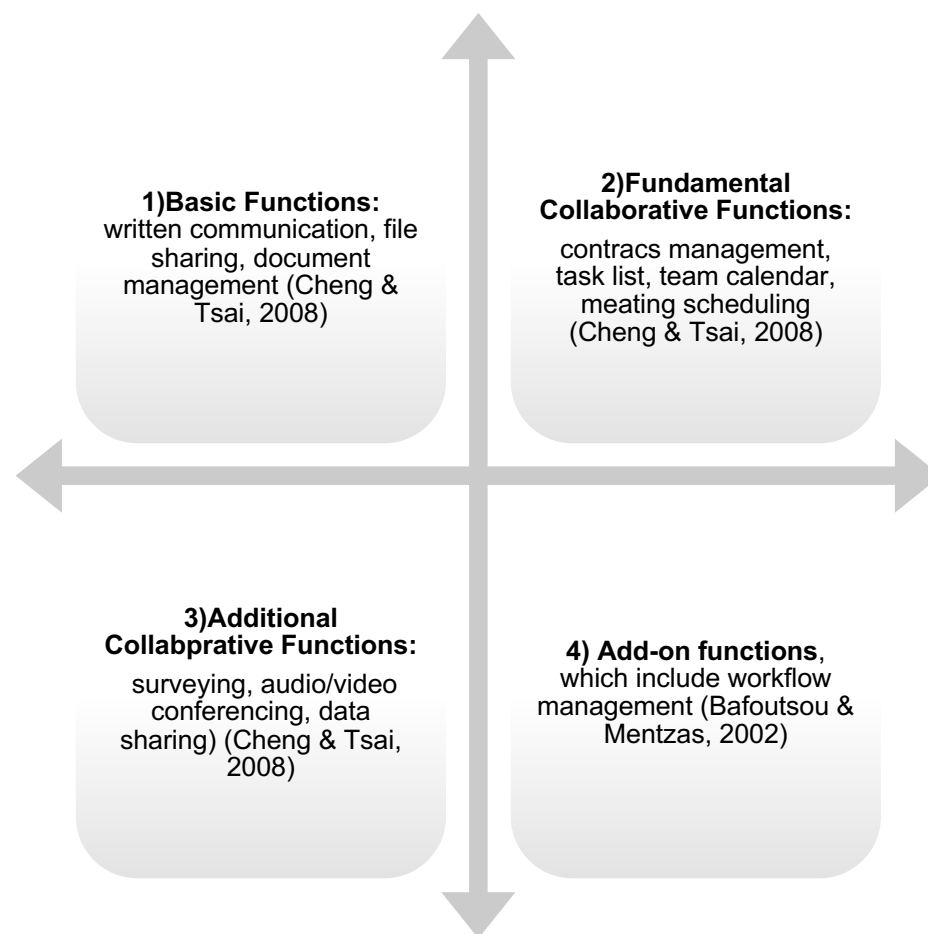 1)Basic Functions:
written communication, file
sharing, document
management (Cheng &
Tsai, 2008)
2)Fundamental
Collaborative Functions:
contracs management,
task list, team calendar,
meating scheduling
(Cheng & Tsai, 2008)
3)Additional
Collabprative Functions:
surveying, audio/video
conferencing, data
sharing) (Cheng & Tsai,
2008)
4) Add-on functions,
which include workflow
management (Bafoutsou &
Mentzas, 2002)